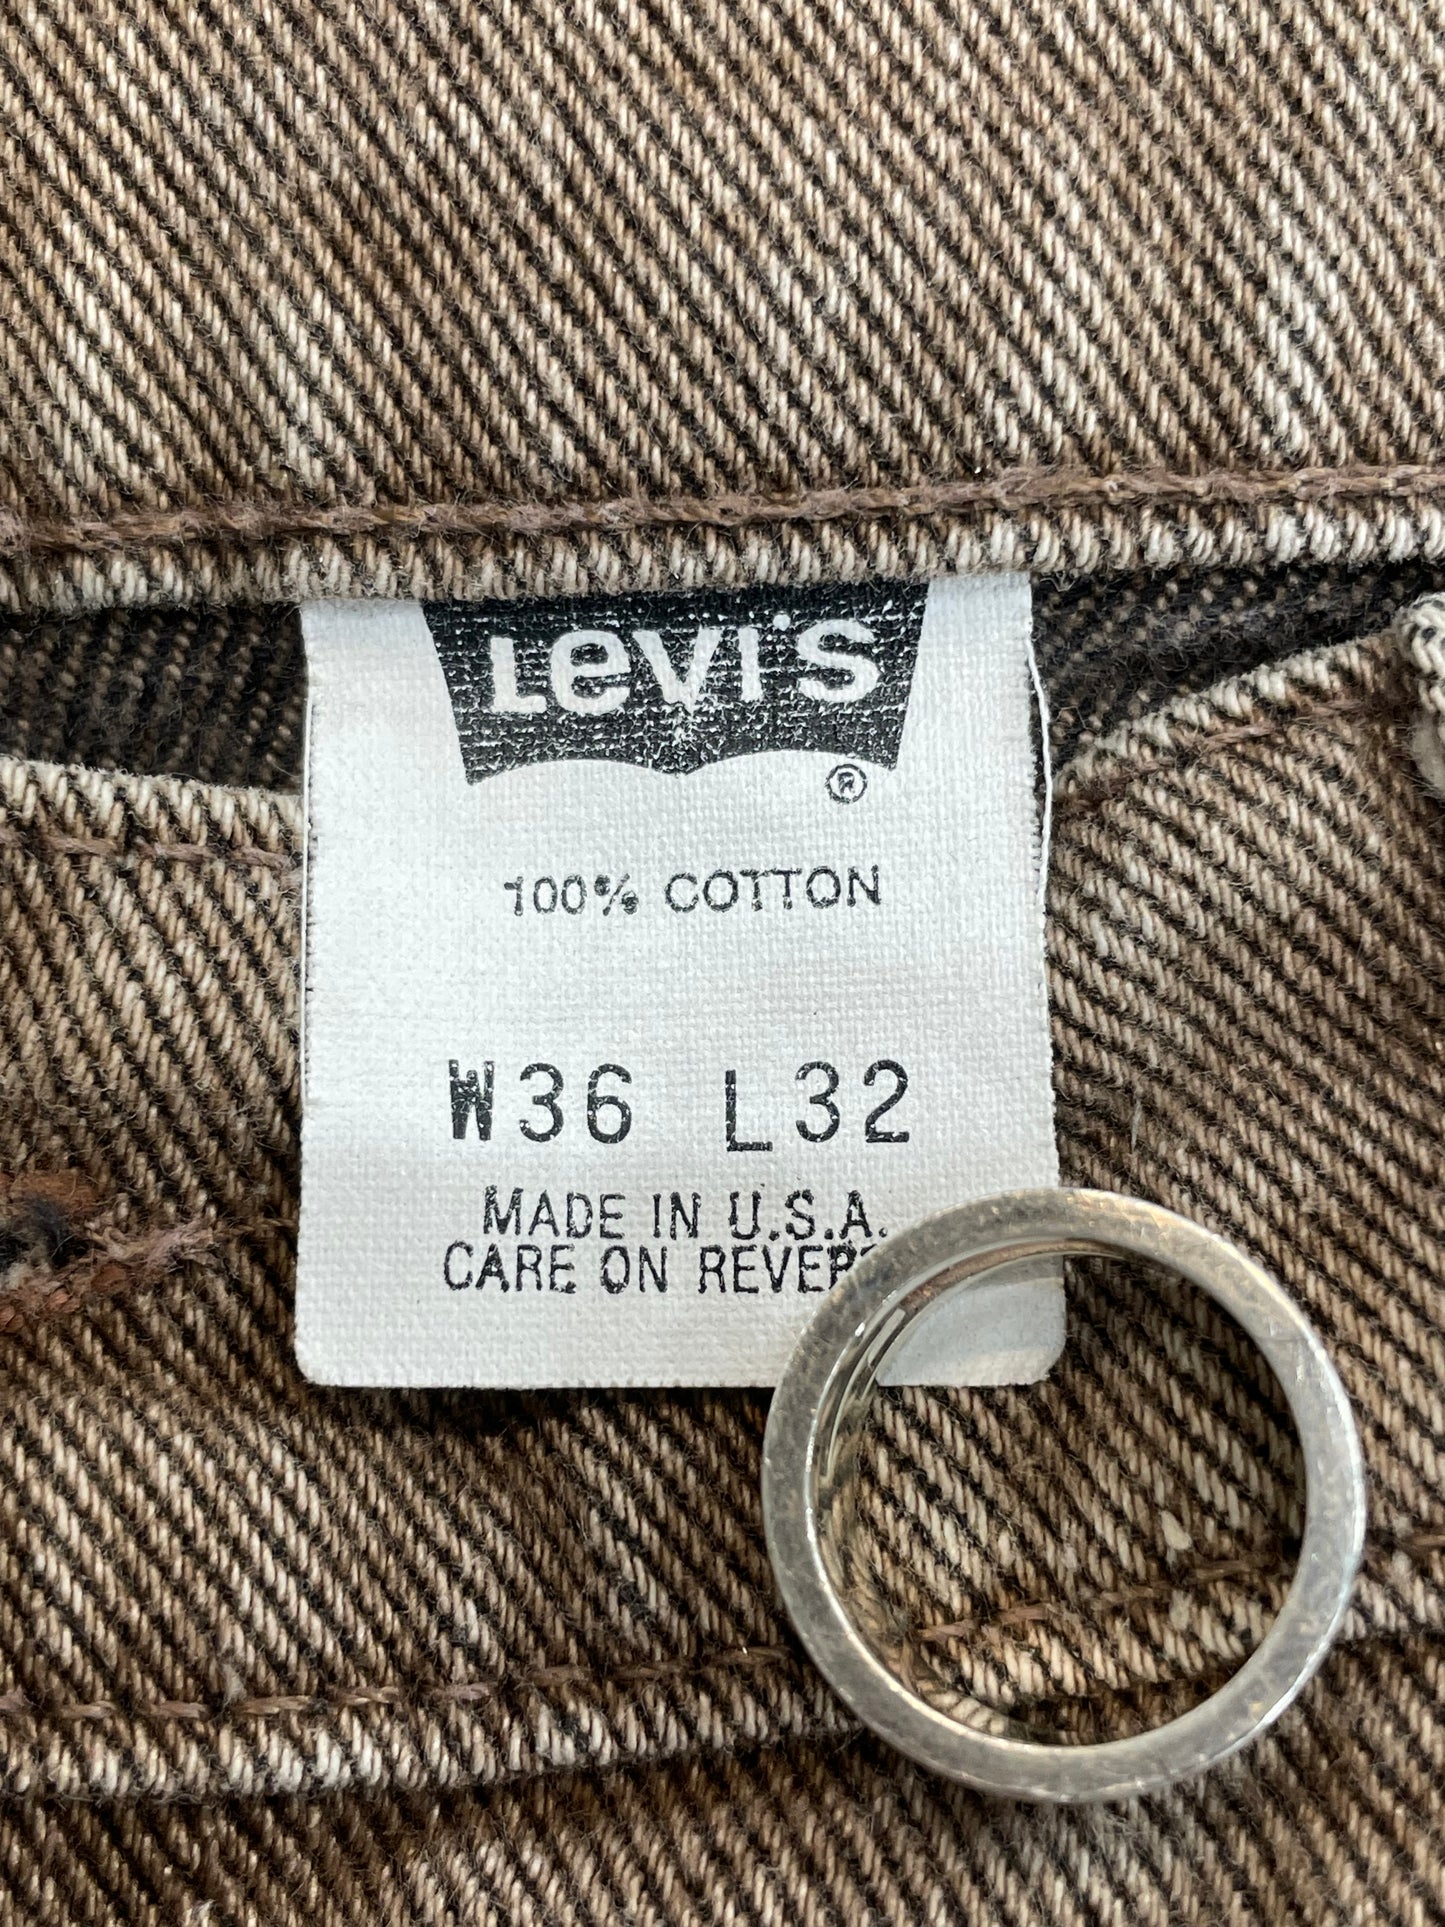 Levi's
®
100% COTTON
W36 L32
MADE IN U.S.A.
CARE ON